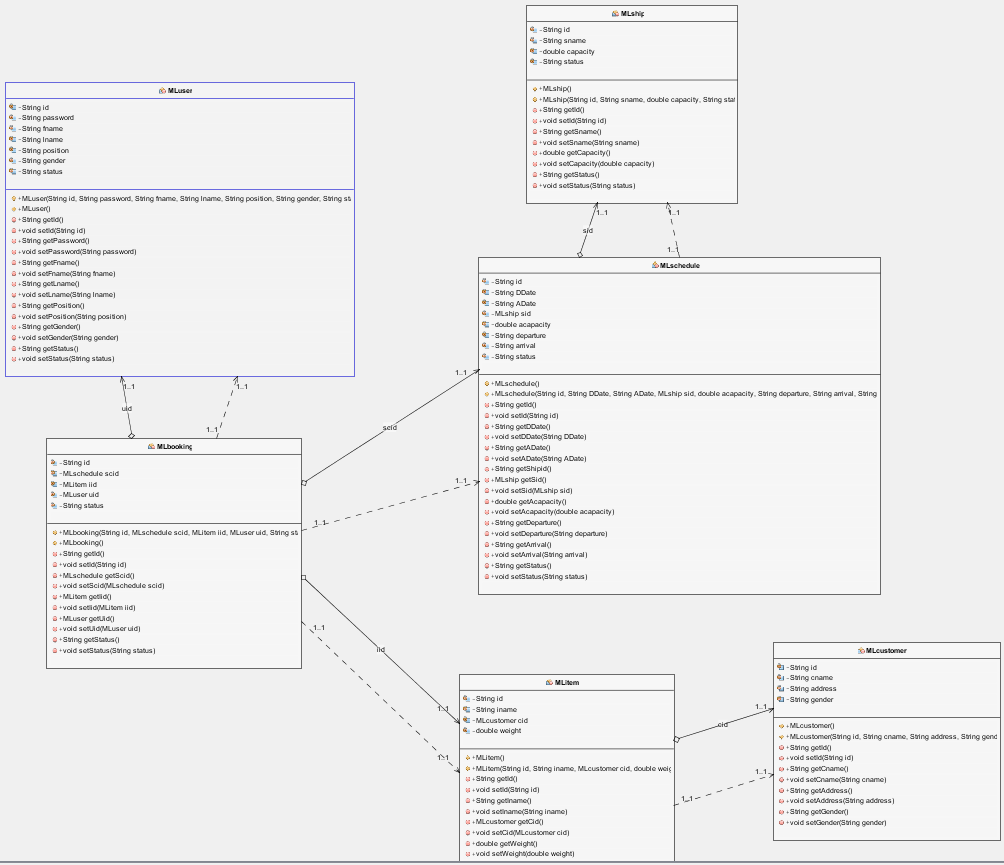 MLship
-String id
-String sname
-double capacity
-String status
+MLship()
+MLship(String id, String sname, double capacity, String stat
+String getId()
+void setId(String id)
+String getSname()
+void setSname(String sname)
+double getCapacity()
+void setCapacity(double capacity)
+String getStatus()
+void setStatus(String status)
MLuser
-String id
-String password
-String fname
-String lname
-String position
-String gender
-String status
+MLuser(String id, String password, String fname, String lname, String position, String gender, String st
+MLuser()
+String getId()
+void setId(String id)
+String getPassword()
+void setPassword(String password)
+String getFname()
+void setFname(String fname)
+String getLname()
+void setLname(String lname)
+String getPosition()
+void setPosition(String position)
+String getGender()
+void setGender(String gender)
+String getStatus()
+void setStatus(String status)
1..1
1..1
sid
1..1
MLschedule
-String id
-String DDate
-String ADate
-MLship sid
-double acapacity
-String departure
-String arrival
-String status
+MLschedule()
+MLschedule(String id, String DDate, String ADate, MLship sid, double acapacity, String departure, String arrival, String
+String getId()
+void setId(String id)
+String getDDate()
+void setDDate(String DDate)
+String getADate()
+void setADate(String ADate)
+String getShipid()
+MLship getSid()
+void setSid(MLship sid)
+double getAcapacity()
+void setAcapacity(double acapacity)
+String getDeparture()
+void setDeparture(String departure)
+String getArrival()
+void setArrival(String arrival)
+String getStatus()
+void setStatus(String status)
1..1
1..1
uid
1..1
1..1
scid
1..1
1..1
MLbooking
-String id
-MLschedule scid
-MLitem iid
-MLuser uid
-String status
+MLbooking(String id, MLschedule scid, MLitem iid, MLuser uid, String st
+MLbooking()
+String getId()
+void setId(String id)
+MLschedule getScid()
+void setScid(MLschedule scid)
+MLitem getIid()
+void setIid(MLitem iid)
+MLuser getUid()
+void setUid(MLuser uid)
+String getStatus()
+void setStatus(String status)
1..1
iid
1..1
1..1
MLitem
-String id
-String iname
-MLcustomer cid
-double weight
+MLitem()
+MLitem(String id, String iname, MLcustomer cid, double weig
+String getId()
+void setId(String id)
+String getIname()
+void setIname(String iname)
+MLcustomer getCid()
+void setCid(MLcustomer cid)
+double getWeight()
+void setWeight(double weight)
1..1
cid
1..1
1..1
MLcustomer
-String id
-String cname
-String address
-String gender
+MLcustomer()
+MLcustomer(String id, String cname, String address, String gend
+String getId()
+void setId(String id)
+String getCname()
+void setCname(String cname)
+String getAddress()
+void setAddress(String address)
+String getGender()
+void setGender(String gender)